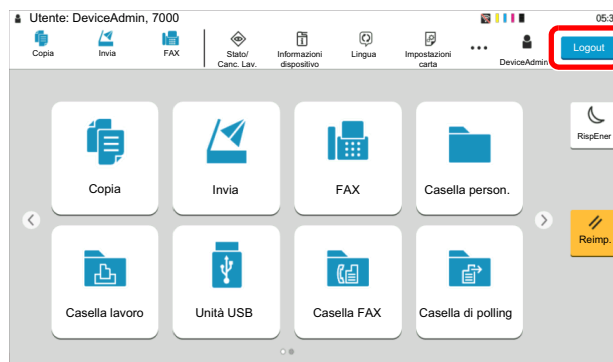 Utente: DeviceAdmin, 7000
05:3
Copia
Invia
FAX
Stato/
Canc. Lav.
Informazioni
dispositivo
Lingua
Impostazioni
carta
DeviceAdmin
Logout
Copia
Invia
FAX
Casella person.
RispEner
Reimp.
Casella lavoro
Unità USB
Casella FAX
Casella di polling